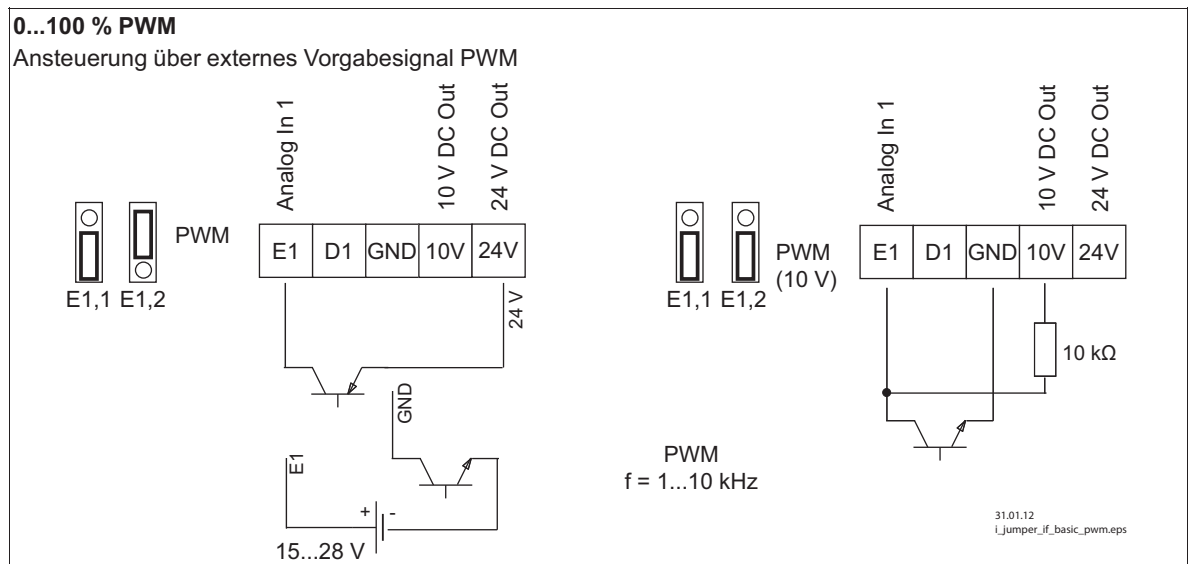 0...100 % PWM
Ansteuerung über externes Vorgabesignal PWM
Analog In 1
10 V DC Out
24 V DC Out
E1,1 E1,2
PWM
E1 D1 GND 10V 24V
24 V
GND
E1
+ -
15...28 V
Analog In 1
10 V DC Out
24 V DC Out
E1,1 E1,2
PWM
(10 V)
E1 D1 GND 10V 24V
10 kΩ
PWM
f = 1...10 kHz
31.01.12
i_jumper_if_basic_pwm.eps